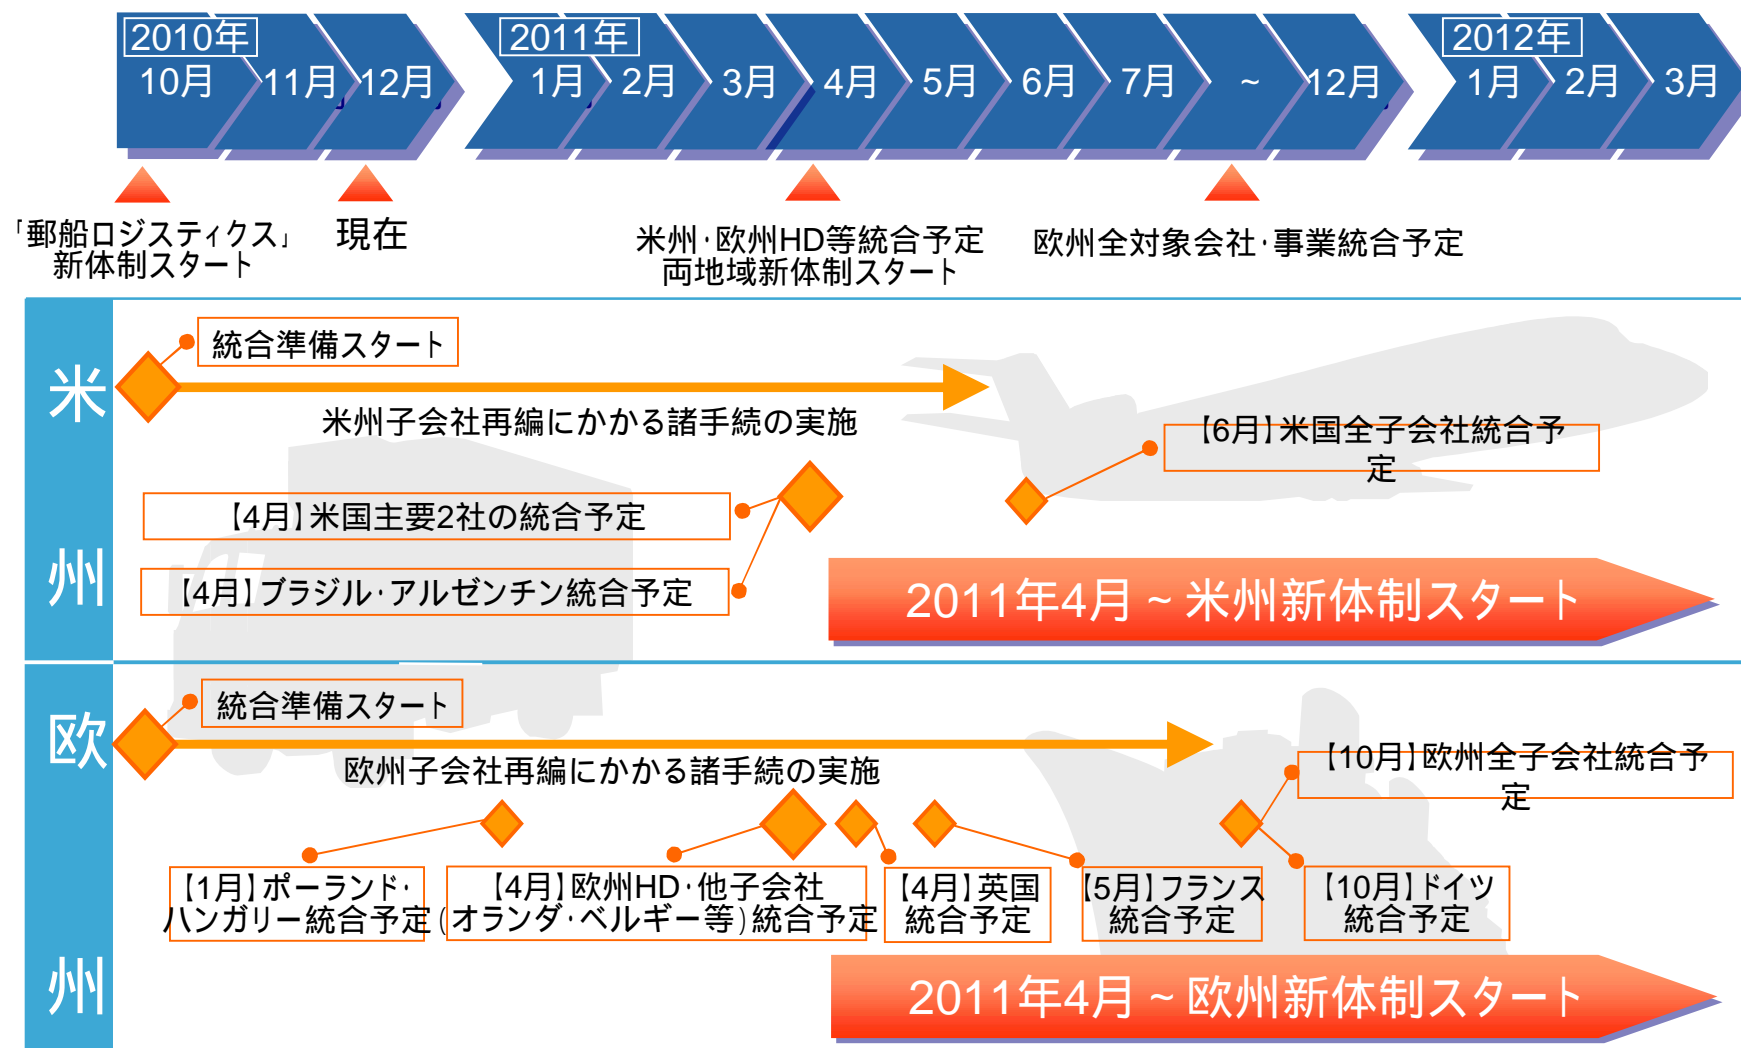 2010年
10月 11月 12月
2011年
1月 2月 3月 4月 5月 6月 7月 ~ 12月
2012年
1月 2月 3月
「郵船ロジスティクス」
新体制スタート
現在
米州・欧州HD等統合予定
両地域新体制スタート
欧州全対象会社・事業統合予定
米州
統合準備スタート
米州子会社再編にかかる諸手続の実施
【6月】米国全子会社統合予
定
【4月】米国主要2社の統合予定
【4月】ブラジル・アルゼンチン統合予定
2011年4月 ~ 米州新体制スタート
欧州
統合準備スタート
欧州子会社再編にかかる諸手続の実施
【10月】欧州全子会社統合予
定
【1月】ポーランド・
ハンガリー統合予定
【4月】欧州HD・他子会社
(オランダ・ベルギー等)統合予定
【4月】英国
統合予定
【5月】フランス
統合予定
【10月】ドイツ
統合予定
2011年4月 ~ 欧州新体制スタート